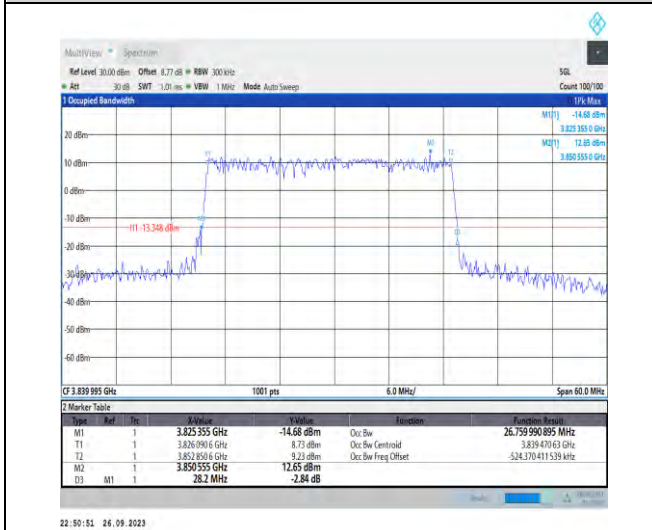 MultiView Spectrum
Ref Level 30.00 dBm Offset 8.77 dB RBW 300 kHz SGL
Att 30 dB SWT 1.01 ms VBW 1 MHz Mode Auto Sweep Count 100/100
1 Occupied Bandwidth 1Pk Max
M1[1] -14.68 dBm
3.825 355 0 GHz
M2[1] 12.65 dBm
3.850 555 0 GHz
20 dBm
10 dBm
0 dBm
-10 dBm
H1 -13.348 dBm
-20 dBm
-30 dBm
-40 dBm
-50 dBm
-60 dBm
T1
M2
T2
CF 3.839 995 GHz 1001 pts 6.0 MHz/ Span 60.0 MHz
2 Marker Table
Type Ref Trc X-Value Y-Value Function Function Result
M1 1 3.825 355 GHz -14.68 dBm Occ Bw 26.759 990 895 MHz
T1 1 3.826 090 6 GHz 8.73 dBm Occ Bw Centroid 3.839 470 63 GHz
T2 1 3.852 850 6 GHz 9.23 dBm Occ Bw Freq Offset -524.370 411 539 kHz
M2 1 3.850 555 GHz 12.65 dBm
D3 M1 1 28.2 MHz -2.84 dB
22:50:51 26.09.2023